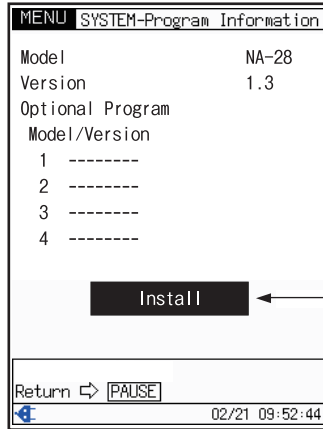 MENU SYSTEM-Program Information
Model NA-28
Version 1.3
Optional Program
Model/Version
1 --------
2 --------
3 --------
4 --------
Install
Return ⇨ PAUSE
02/21 09:52:44